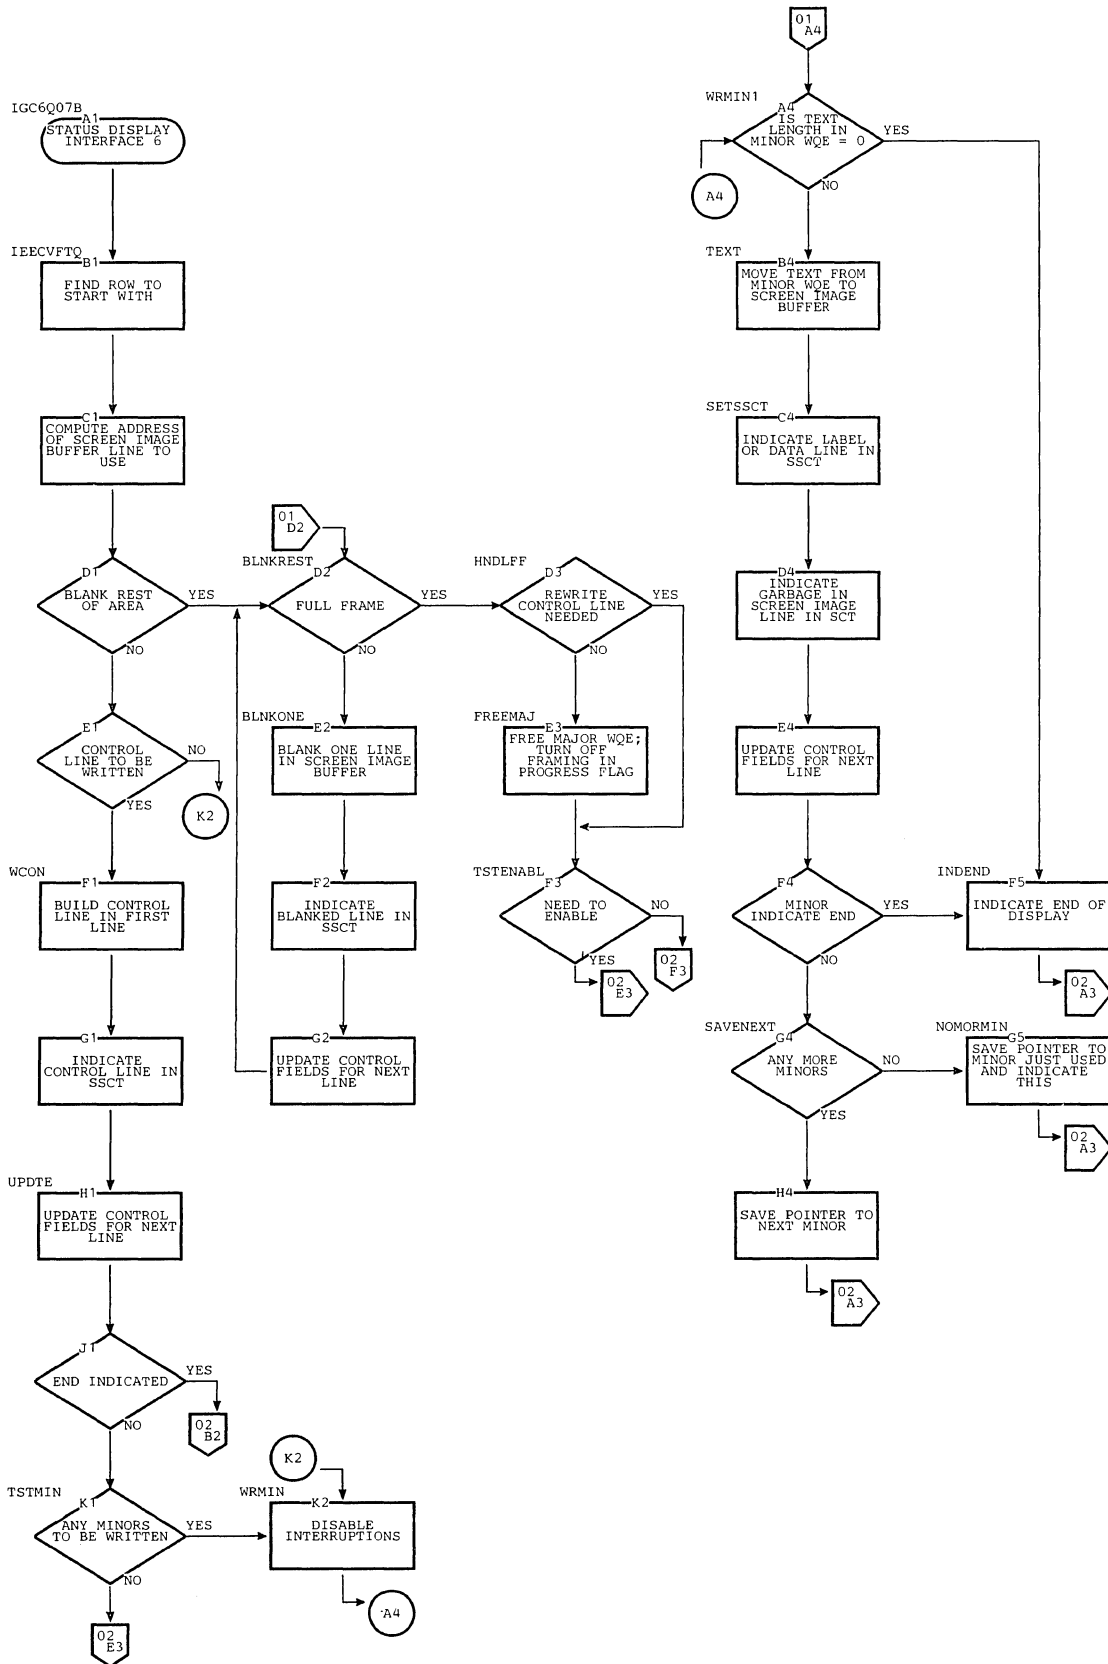 IGC6Q07B
A1
STATUS DISPLAY
INTERFACE 6
IEECVFTQ
B1
FIND ROW TO
START WITH
C1
COMPUTE ADDRESS
OF SCREEN IMAGE
BUFFER LINE TO
USE
D1
BLANK REST
OF AREA
YES
NO
E1
CONTROL
LINE TO BE
WRITTEN
NO
YES
K2
WCON
F1
BUILD CONTROL
LINE IN FIRST
LINE
G1
INDICATE
CONTROL LINE IN
SSCT
UPDTE
H1
UPDATE CONTROL
FIELDS FOR NEXT
LINE
J1
END INDICATED
YES
NO
02
B2
TSTMIN
K1
ANY MINORS
TO BE WRITTEN
YES
NO
02
E3
01
D2
BLNKREST
D2
FULL FRAME
YES
NO
BLNKONE
E2
BLANK ONE LINE
IN SCREEN IMAGE
BUFFER
F2
INDICATE
BLANKED LINE IN
SSCT
G2
UPDATE CONTROL
FIELDS FOR NEXT
LINE
K2
WRMIN
K2
DISABLE
INTERRUPTIONS
A4
HNDLFF
D3
REWRITE
CONTROL LINE
NEEDED
YES
NO
FREEMAJ
E3
FREE MAJOR WQE;
TURN OFF
FRAMING IN
PROGRESS FLAG
TSTENABL
F3
NEED TO
ENABLE
NO
YES
02
E3
02
F3
01
A4
WRMIN1
A4
IS TEXT
LENGTH IN
MINOR WQE = 0
YES
NO
A4
TEXT
B4
MOVE TEXT FROM
MINOR WQE TO
SCREEN IMAGE
BUFFER
SETSSCT
C4
INDICATE LABEL
OR DATA LINE IN
SSCT
D4
INDICATE
GARBAGE IN
SCREEN IMAGE
LINE IN SCT
E4
UPDATE CONTROL
FIELDS FOR NEXT
LINE
F4
MINOR
INDICATE END
YES
NO
INDEND
F5
INDICATE END OF
DISPLAY
02
A3
SAVENEXT
G4
ANY MORE
MINORS
NO
YES
NOMORMIN
G5
SAVE POINTER TO
MINOR JUST USED
AND INDICATE
THIS
02
A3
H4
SAVE POINTER TO
NEXT MINOR
02
A3